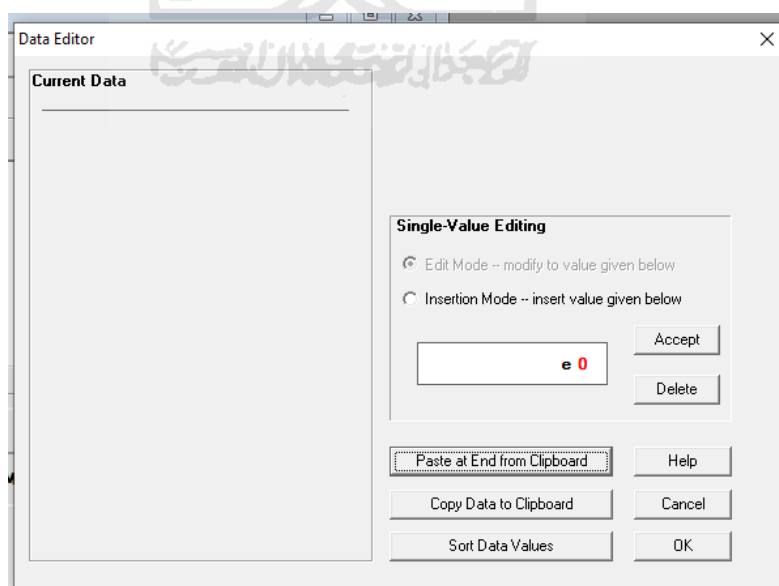 Data Editor
Current Data
Single-Value Editing
Edit Mode -- modify to value given below
Insertion Mode -- insert value given below
e 0
Accept
Delete
Paste at End from Clipboard
Help
Copy Data to Clipboard
Cancel
Sort Data Values
OK